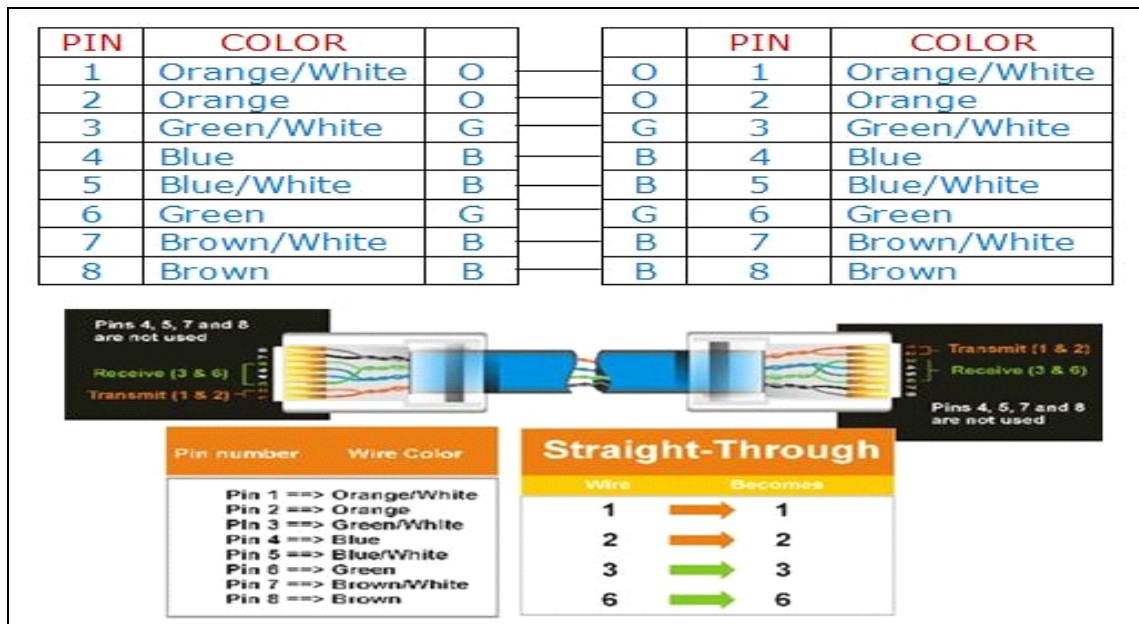 PIN COLOR PIN COLOR
1 Orange/White O O 1 Orange/White
2 Orange O O 2 Orange
3 Green/White G G 3 Green/White
4 Blue B B 4 Blue
5 Blue/White B B 5 Blue/White
6 Green G G 6 Green
7 Brown/White B B 7 Brown/White
8 Brown B B 8 Brown
Pins 4, 5, 7 and 8
are not used
Receive (3 & 6)
Transmit (1 & 2)
Transmit (1 & 2)
Receive (3 & 6)
Pins 4, 5, 7 and 8
are not used
Pin number Wire Color
Pin 1 ==> Orange/White
Pin 2 ==> Orange
Pin 3 ==> Green/White
Pin 4 ==> Blue
Pin 5 ==> Blue/White
Pin 6 ==> Green
Pin 7 ==> Brown/White
Pin 8 ==> Brown
Straight-Through
Wire Becomes
1 1
2 2
3 3
6 6